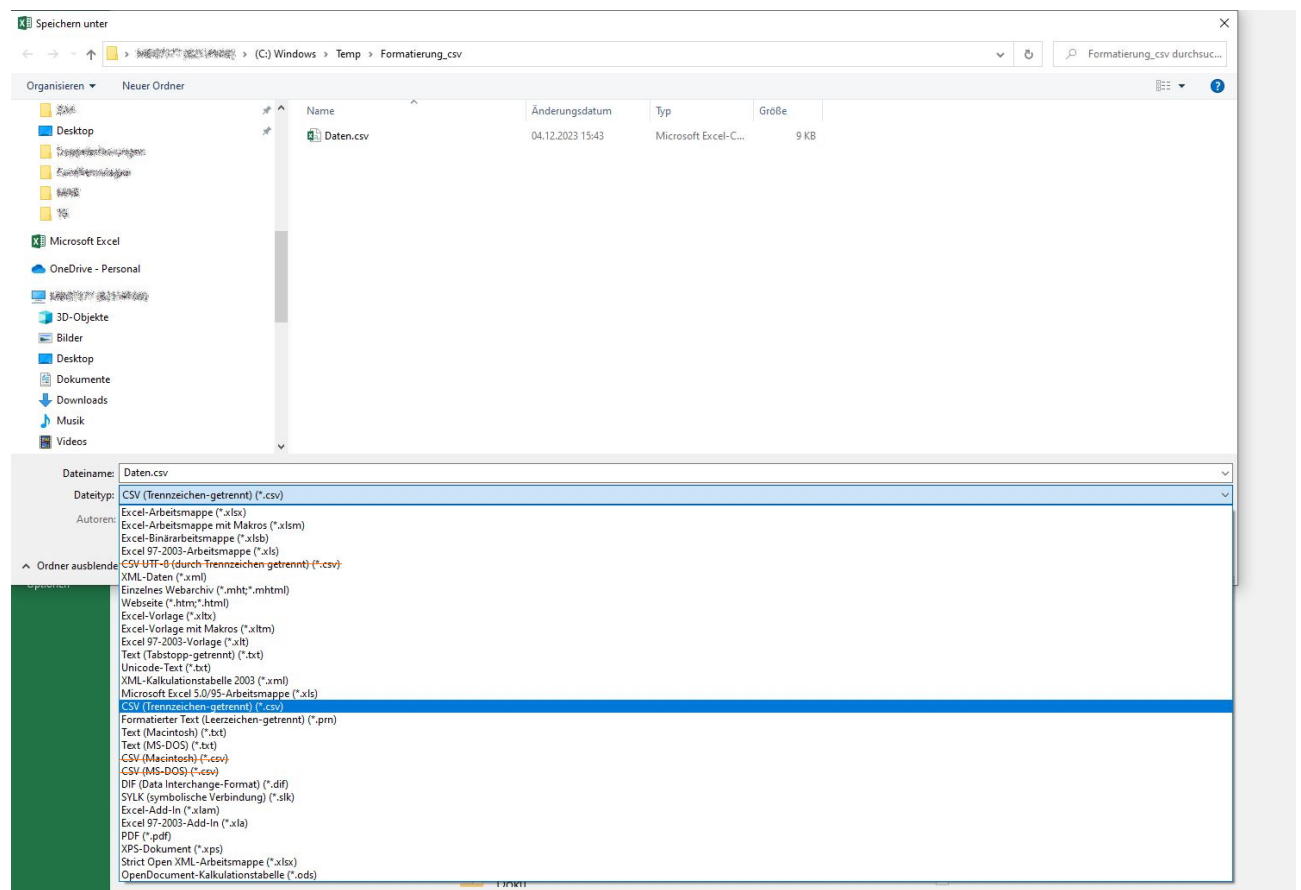 Speichern unter
(C:) Windows > Temp > Formatierung_csv
Formatierung_csv durchsuc...
Organisieren
Neuer Ordner
Name Änderungsdatum Typ Größe
Daten.csv 04.12.2023 15:43 Microsoft Excel-C... 9 KB
Desktop
Microsoft Excel
OneDrive - Personal
3D-Objekte
Bilder
Desktop
Dokumente
Downloads
Musik
Videos
Dateiname: Daten.csv
Dateityp: CSV (Trennzeichen-getrennt) (*.csv)
Autoren:
Excel-Arbeitsmappe (*.xlsx)
Excel-Arbeitsmappe mit Makros (*.xlsm)
Excel-Binärarbeitsmappe (*.xlsb)
Excel 97-2003-Arbeitsmappe (*.xls)
Ordner ausblende
CSV UTF-8 (durch Trennzeichen getrennt) (*.csv)
XML-Daten (*.xml)
Optionen
Einzelnes Webarchiv (*.mht;*.mhtml)
Webseite (*.htm;*.html)
Excel-Vorlage (*.xltx)
Excel-Vorlage mit Makros (*.xltm)
Excel 97-2003-Vorlage (*.xlt)
Text (Tabstopp-getrennt) (*.txt)
Unicode-Text (*.txt)
XML-Kalkulationstabelle 2003 (*.xml)
Microsoft Excel 5.0/95-Arbeitsmappe (*.xls)
CSV (Trennzeichen-getrennt) (*.csv)
Formatierter Text (Leerzeichen-getrennt) (*.prn)
Text (Macintosh) (*.txt)
Text (MS-DOS) (*.txt)
CSV (Macintosh) (*.csv)
CSV (MS-DOS) (*.csv)
DIF (Data Interchange-Format) (*.dif)
SYLK (symbolische Verbindung) (*.slk)
Excel-Add-In (*.xlam)
Excel 97-2003-Add-In (*.xla)
PDF (*.pdf)
XPS-Dokument (*.xps)
Strict Open XML-Arbeitsmappe (*.xlsx)
OpenDocument-Kalkulationstabelle (*.ods)